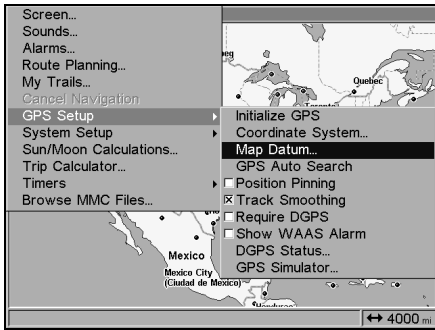 Screen...
Sounds...
Alarms...
Route Planning...
My Trails...
Cancel Navigation
GPS Setup
System Setup
Sun/Moon Calculations...
Trip Calculator...
Timers
Browse MMC Files...
Initialize GPS
Coordinate System...
Map Datum...
GPS Auto Search
Position Pinning
Track Smoothing
Require DGPS
Show WAAS Alarm
DGPS Status...
GPS Simulator...
Quebec
Mexico
Mexico City
(Ciudad de Mexico)
4000 mi